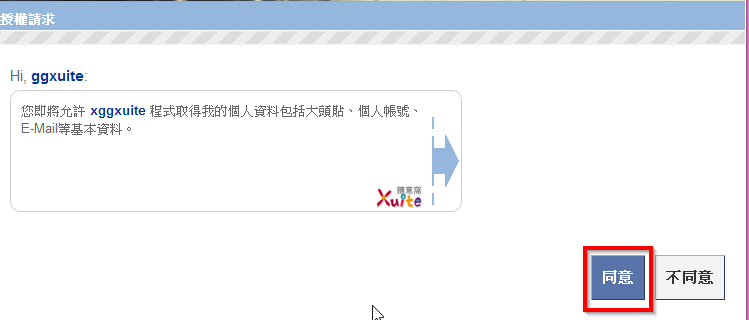 授權請求
Hi, ggxuite:
您即將允許 xggxuite 程式取得我的個人資料包括大頭貼、個人帳號、
E-Mail等基本資料。
隨意窩
Xuite
同意
不同意